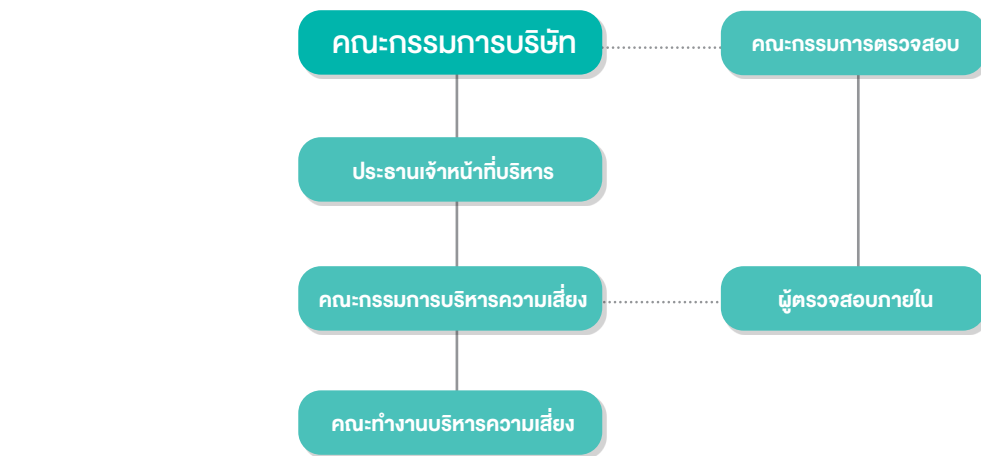 คณะกรรมการบริษัท
คณะกรรมการตรวจสอบ
ประธานเจ้าหน้าที่บริหาร
คณะกรรมการบริหารความเสี่ยง
ผู้ตรวจสอบภายใน
คณะทำงานบริหารความเสี่ยง